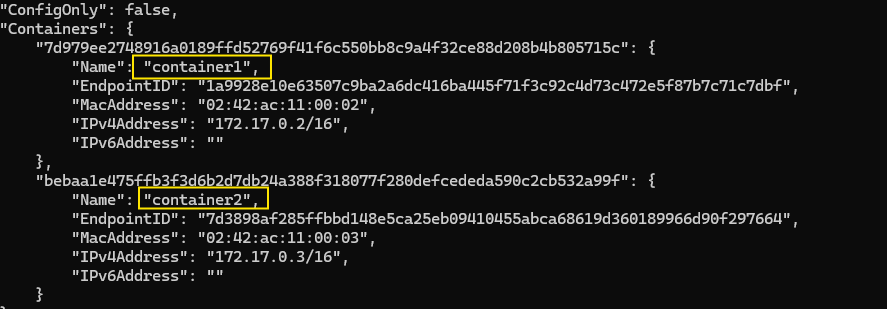 "ConfigOnly": false,
"Containers": {
"7d979ee2748916a0189ffd52769f41f6c550bb8c9a4f32ce88d208b4b805715c": {
"Name": "container1",
"EndpointID": "1a9928e10e63507c9ba2a6dc416ba445f71f3c92c4d73c472e5f87b7c71c7dbf",
"MacAddress": "02:42:ac:11:00:02",
"IPv4Address": "172.17.0.2/16",
"IPv6Address": ""
},
"bebaa1e475ffb3f3d6b2d7db24a388f318077f280defcededa590c2cb532a99f": {
"Name": "container2",
"EndpointID": "7d3898af285ffbbd148e5ca25eb09410455abca68619d360189966d90f297664",
"MacAddress": "02:42:ac:11:00:03",
"IPv4Address": "172.17.0.3/16",
"IPv6Address": ""
}